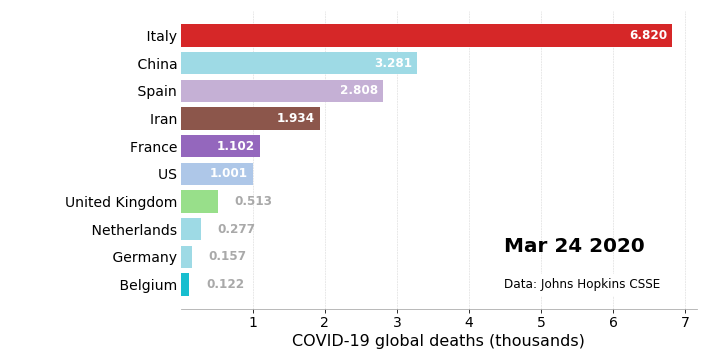 Italy 6.820
China 3.281
Spain 2.808
Iran 1.934
France 1.102
US 1.001
United Kingdom 0.513
Netherlands 0.277
Germany 0.157
Belgium 0.122
Mar 24 2020
Data: Johns Hopkins CSSE
1 2 3 4 5 6 7
COVID-19 global deaths (thousands)